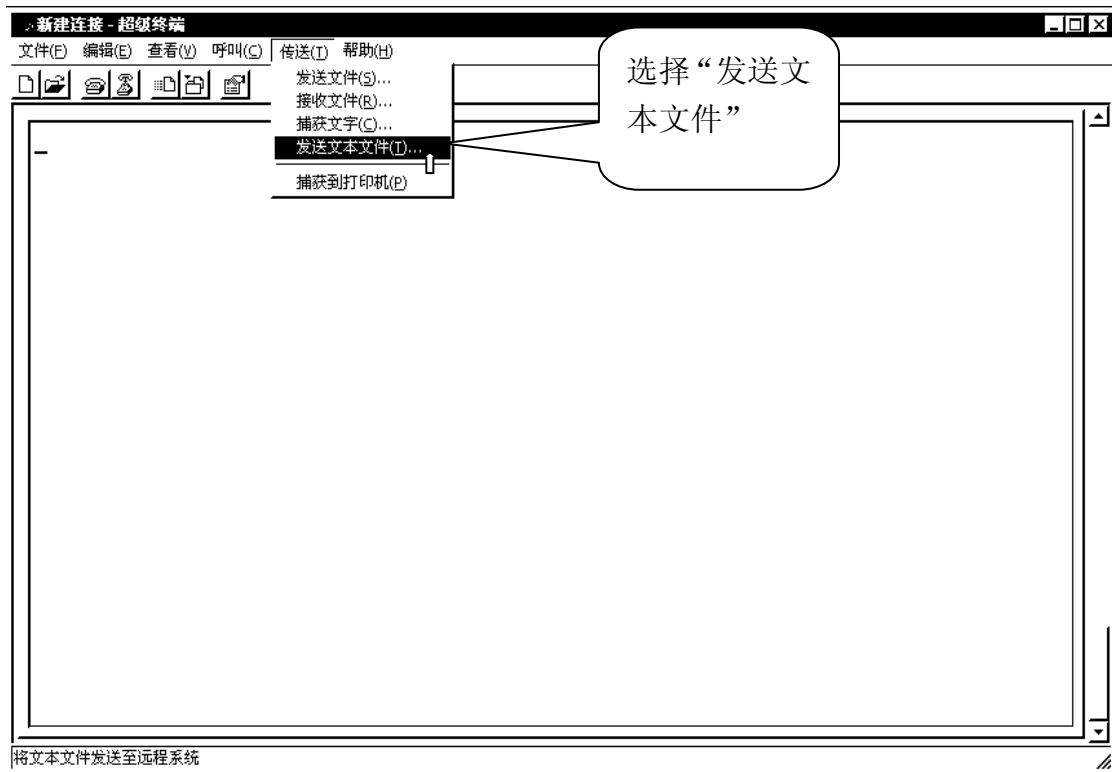 新建连接 - 超级终端
文件(F) 编辑(E) 查看(V) 呼叫(C) 传送(T) 帮助(H)
发送文件(S)...
接收文件(R)...
捕获文字(C)...
发送文本文件(T)...
捕获到打印机(P)
选择“发送文
本文件”
将文本文件发送至远程系统